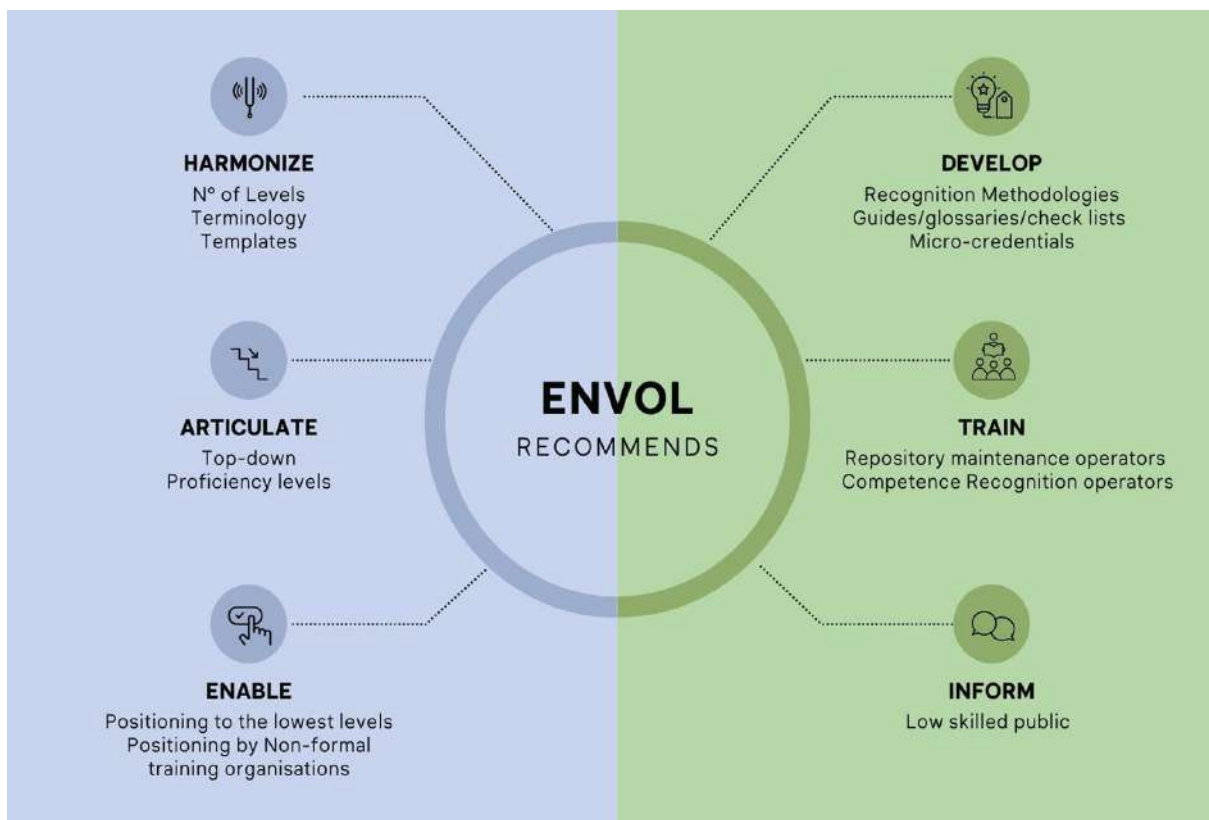 HARMONIZE
N° of Levels
Terminology
Templates
ARTICULATE
Top-down
Proficiency levels
ENABLE
Positioning to the lowest levels
Positioning by Non-formal
training organisations
ENVOL
RECOMMENDS
DEVELOP
Recognition Methodologies
Guides/glossaries/check lists
Micro-credentials
TRAIN
Repository maintenance operators
Competence Recognition operators
INFORM
Low skilled public